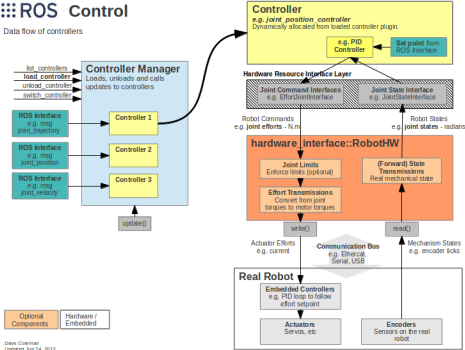 ROS Control
Data flow of controllers
list_controllers
load_controller
unload_controller
switch_controller
Controller Manager
Loads, unloads and calls
updates to controllers
ROS Interface
e.g. msg
joint_trajectory
Controller 1
ROS Interface
e.g. msg
joint_position
Controller 2
ROS Interface
e.g. msg
joint_velocity
Controller 3
update()
Controller
e.g. joint_position_controller
Dynamically allocated from loaded controller plugin.
e.g. PID
Controller
Set point from
ROS interface
Hardware Resource Interface Layer
Joint Command Interfaces
e.g. EffortJointInterface
Joint State Interface
e.g. JointStateInterface
Robot Commands
e.g. joint efforts - N.m
Robot States
e.g. joint states - radians
hardware_interface::RobotHW
Joint Limits
Enforce limits (optional)
(Forward) State
Transmissions
Real mechanical state
Effort Transmissions
Convert from joint
torques to motor torques
write()
read()
Actuator Efforts
e.g. current
Communication Bus
e.g. Ethercat,
Serial, USB
Mechanism States
e.g. encoder ticks
Real Robot
Embedded Controllers
e.g. PID loop to follow
effort setpoint
Actuators
Servos, etc
Encoders
Sensors on the real
robot
Optional
Components
Hardware /
Embedded
Dave Coleman
Updated Jun 24, 2013